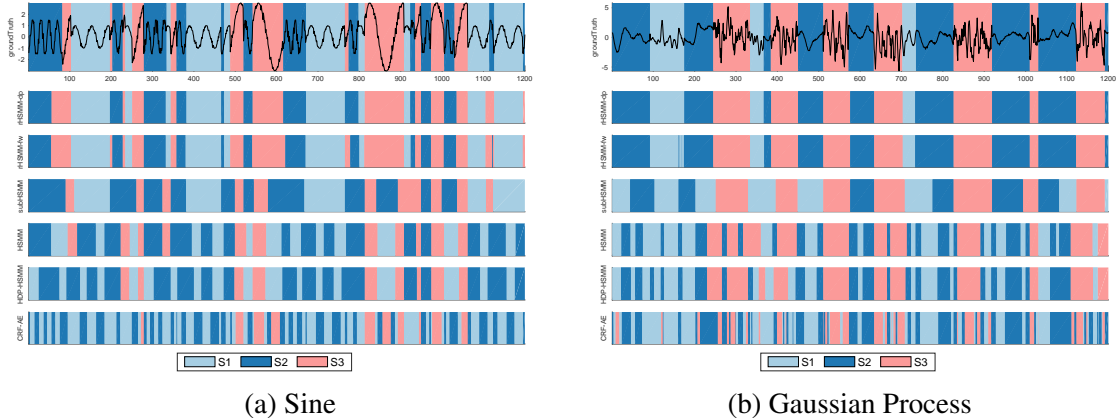 3
2
1
0
-1
-2
groundTruth
100 200 300 400 500 600 700 800 900 1000 1100 1200
rHSMM-dp
rHSMM-fw
subHSMM
HSMM
HDP-HSMM
CRF-AE
S1 S2 S3
(a) Sine
5
0
-5
groundTruth
100 200 300 400 500 600 700 800 900 1000 1100 1200
rHSMM-dp
rHSMM-fw
subHSMM
HSMM
HDP-HSMM
CRF-AE
S1 S2 S3
(b) Gaussian Process